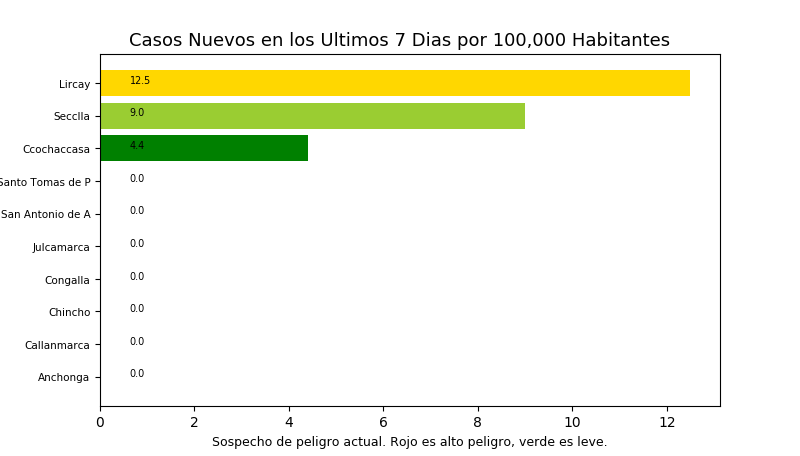 Casos Nuevos en los Ultimos 7 Dias por 100,000 Habitantes
Lircay 12.5
Secclla 9.0
Ccochaccasa 4.4
Santo Tomas de P 0.0
San Antonio de A 0.0
Julcamarca 0.0
Congalla 0.0
Chincho 0.0
Callanmarca 0.0
Anchonga 0.0
0 2 4 6 8 10 12
Sospecho de peligro actual. Rojo es alto peligro, verde es leve.